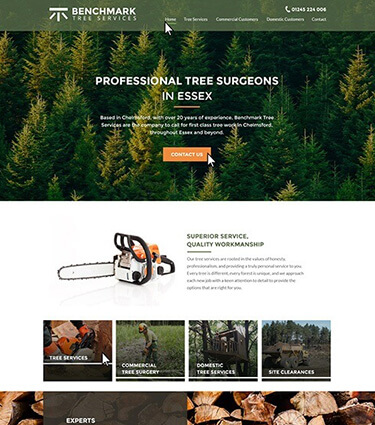 BENCHMARK
TREE SERVICES
01245 224 006
Home Tree Services Commercial Customers Domestic Customers Contact
PROFESSIONAL TREE SURGEONS
IN ESSEX
Based in Chelmsford, with over 20 years of experience, Benchmark Tree
Services are the company to call for first class tree work in Chelmsford,
throughout Essex and beyond.
CONTACT US
SUPERIOR SERVICE,
QUALITY WORKMANSHIP
Our tree services are rooted in the values of honesty,
professionalism, and providing a truly personal service to you.
Every tree is different, every forest is unique, and we approach
each new job with a keen attention to detail to provide the
options that are right for you.
TREE SERVICES
COMMERCIAL
TREE SURGERY
DOMESTIC
TREE SERVICES
SITE CLEARANCES
EXPERTS